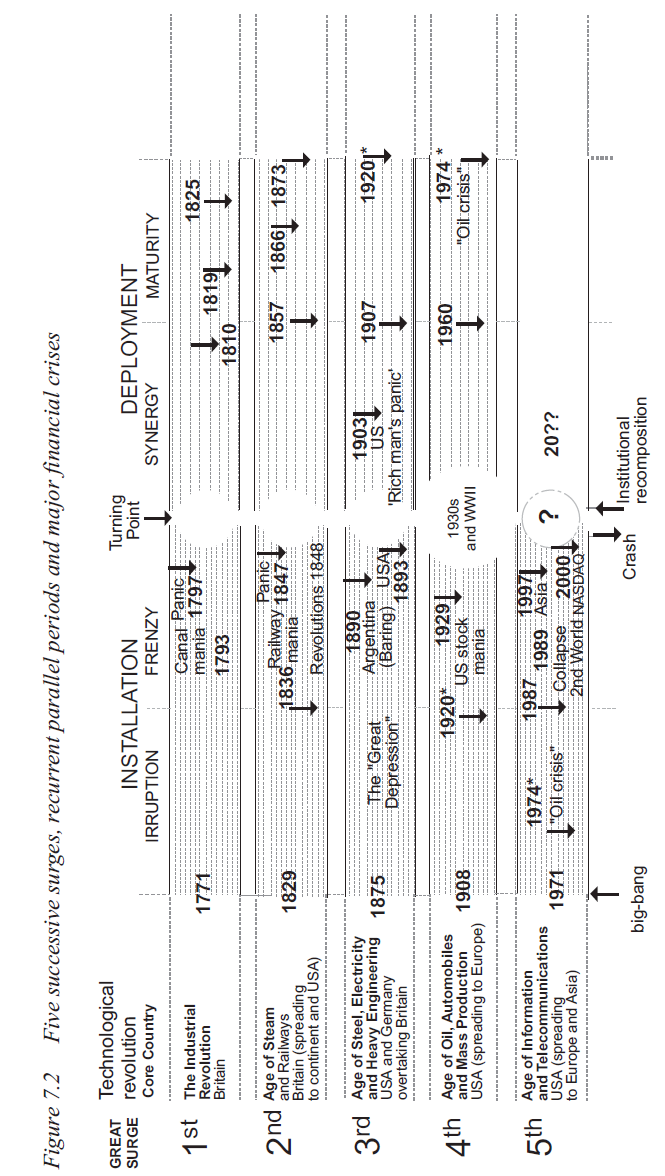 Figure 7.2 Five successive surges, recurrent parallel periods and major financial crises
GREAT
SURGE
Technological
revolution
Core Country
INSTALLATION
Turning
Point
DEPLOYMENT
IRRUPTION
FRENZY
SYNERGY
MATURITY
1st
The Industrial
Revolution
Britain
1771
Canal
mania
Panic
1797
1793
1810
1819
1825
2nd
Age of Steam
and Railways
Britain (spreading
to continent and USA)
1829
1836
Railway
mania
Panic
1847
Revolutions 1848
1857
1866
1873
3rd
Age of Steel, Electricity
and Heavy Engineering
USA and Germany
overtaking Britain
1875
The "Great
Depression"
1890
Argentina
(Baring)
USA
1893
1903
US
'Rich man's panic'
1907
1920*
4th
Age of Oil, Automobiles
and Mass Production
USA (spreading to Europe)
1908
1920*
1929
US stock
mania
1930s
and WWII
1960
1974*
"Oil crisis"
5th
Age of Information
and Telecommunications
USA (spreading
to Europe and Asia)
1971
1974*
"Oil crisis"
1987
1989
Collapse
2nd World
1997
Asia
2000
NASDAQ
?
20??
big-bang
Crash
Institutional
recomposition